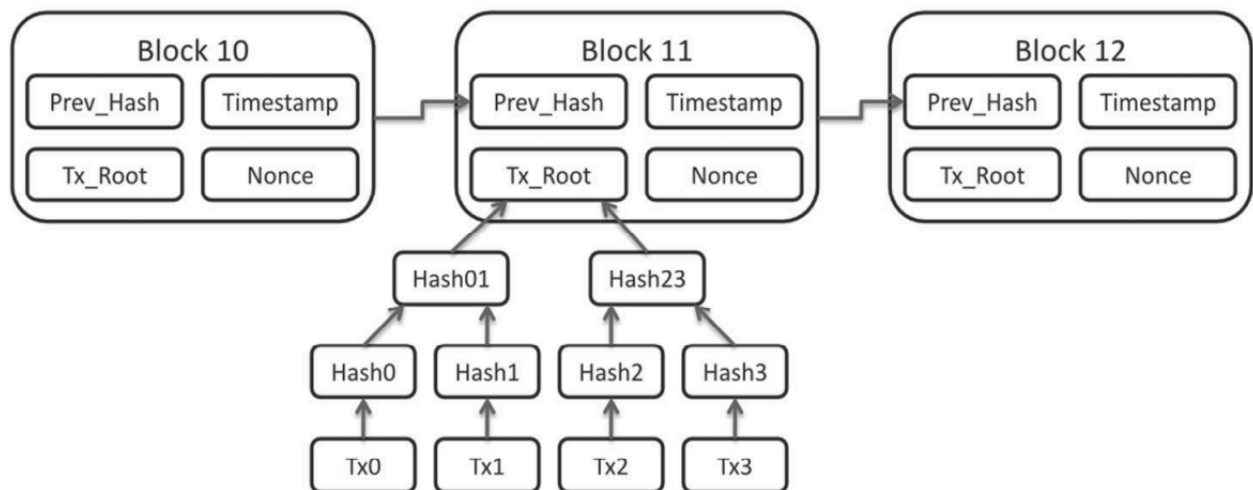 Block 10 Block 11 Block 12
Prev_Hash Timestamp Prev_Hash Timestamp Prev_Hash Timestamp
Tx_Root Nonce Tx_Root Nonce Tx_Root Nonce
Hash01 Hash23
Hash0 Hash1 Hash2 Hash3
Tx0 Tx1 Tx2 Tx3